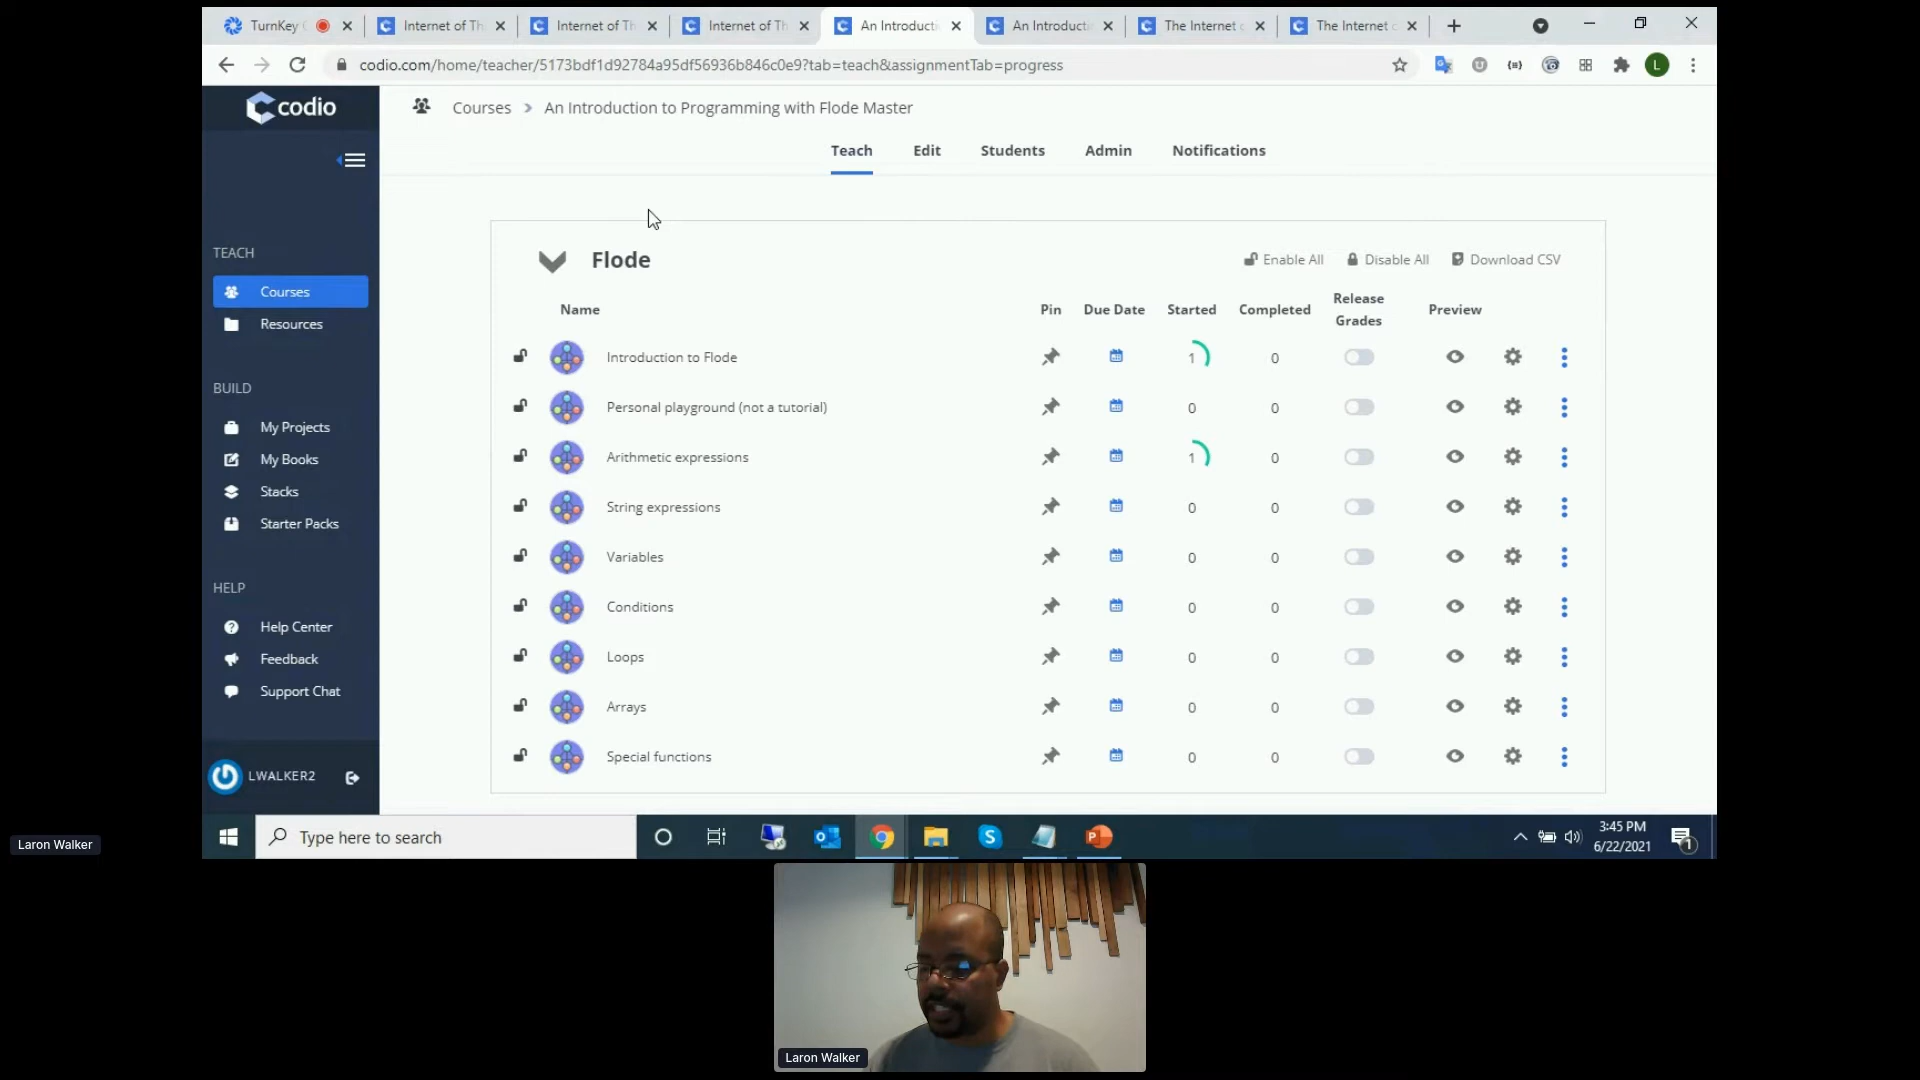 TurnKey
Internet of Th
Internet of Th
Internet of Th
An Introducti
An Introducti
The Internet
The Internet
codio.com/home/teacher/5173bdf1d92784a95df56936b846c0e9?tab=teach&assignmentTab=progress
L
codio
Courses > An Introduction to Programming with Flode Master
Teach Edit Students Admin Notifications
TEACH
Courses
Resources
BUILD
My Projects
My Books
Stacks
Starter Packs
HELP
Help Center
Feedback
Support Chat
LWALKER2
Flode
Enable All Disable All Download CSV
Name Pin Due Date Started Completed Release Grades Preview
Introduction to Flode 1 0
Personal playground (not a tutorial) 0 0
Arithmetic expressions 1 0
String expressions 0 0
Variables 0 0
Conditions 0 0
Loops 0 0
Arrays 0 0
Special functions 0 0
Type here to search
3:45 PM
6/22/2021
1
Laron Walker
Laron Walker